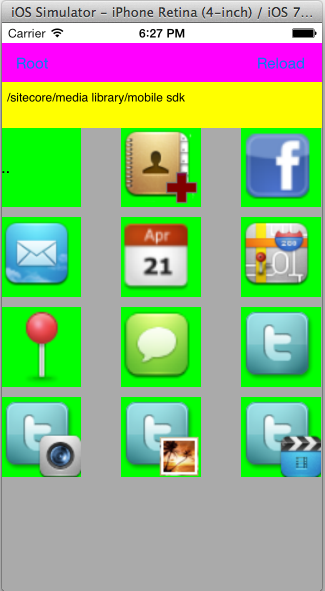 iOS Simulator - iPhone Retina (4-inch) / iOS 7...
Carrier 6:27 PM
Root Reload
/sitecore/media library/mobile sdk
..
f
Apr
21
280
t
t t t